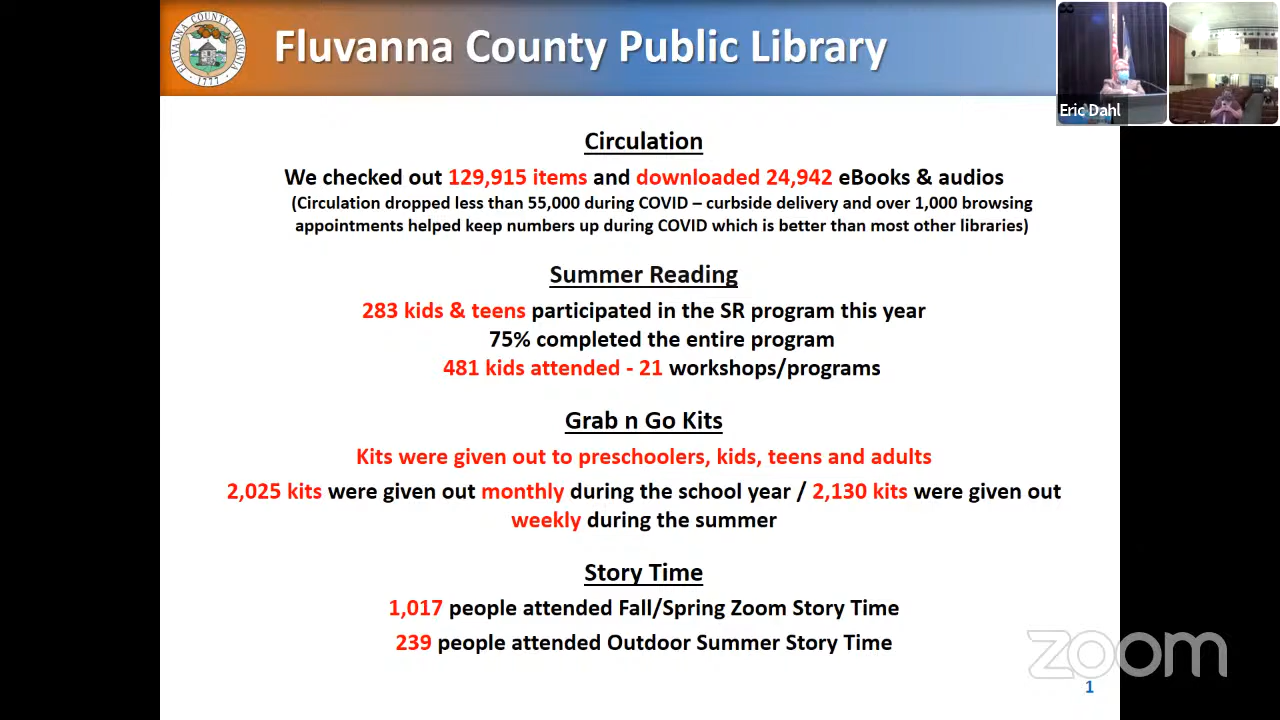 FLUVANNA COUNTY, VIRGINIA
1777
Fluvanna County Public Library
Eric Dahl
Circulation
We checked out 129,915 items and downloaded 24,942 eBooks & audios
(Circulation dropped less than 55,000 during COVID – curbside delivery and over 1,000 browsing
appointments helped keep numbers up during COVID which is better than most other libraries)
Summer Reading
283 kids & teens participated in the SR program this year
75% completed the entire program
481 kids attended - 21 workshops/programs
Grab n Go Kits
Kits were given out to preschoolers, kids, teens and adults
2,025 kits were given out monthly during the school year / 2,130 kits were given out
weekly during the summer
Story Time
1,017 people attended Fall/Spring Zoom Story Time
239 people attended Outdoor Summer Story Time
zoom
1